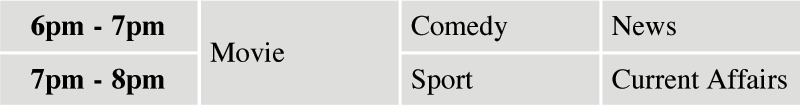 6pm - 7pm Movie Comedy News
7pm - 8pm Sport Current Affairs